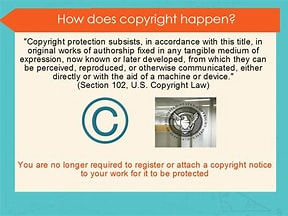 How does copyright happen?
"Copyright protection subsists, in accordance with this title, in
original works of authorship fixed in any tangible medium of
expression, now known or later developed, from which they can
be perceived, reproduced, or otherwise communicated, either
directly or with the aid of a machine or device."
(Section 102, U.S. Copyright Law)
©
You are no longer required to register or attach a copyright notice
to your work for it to be protected